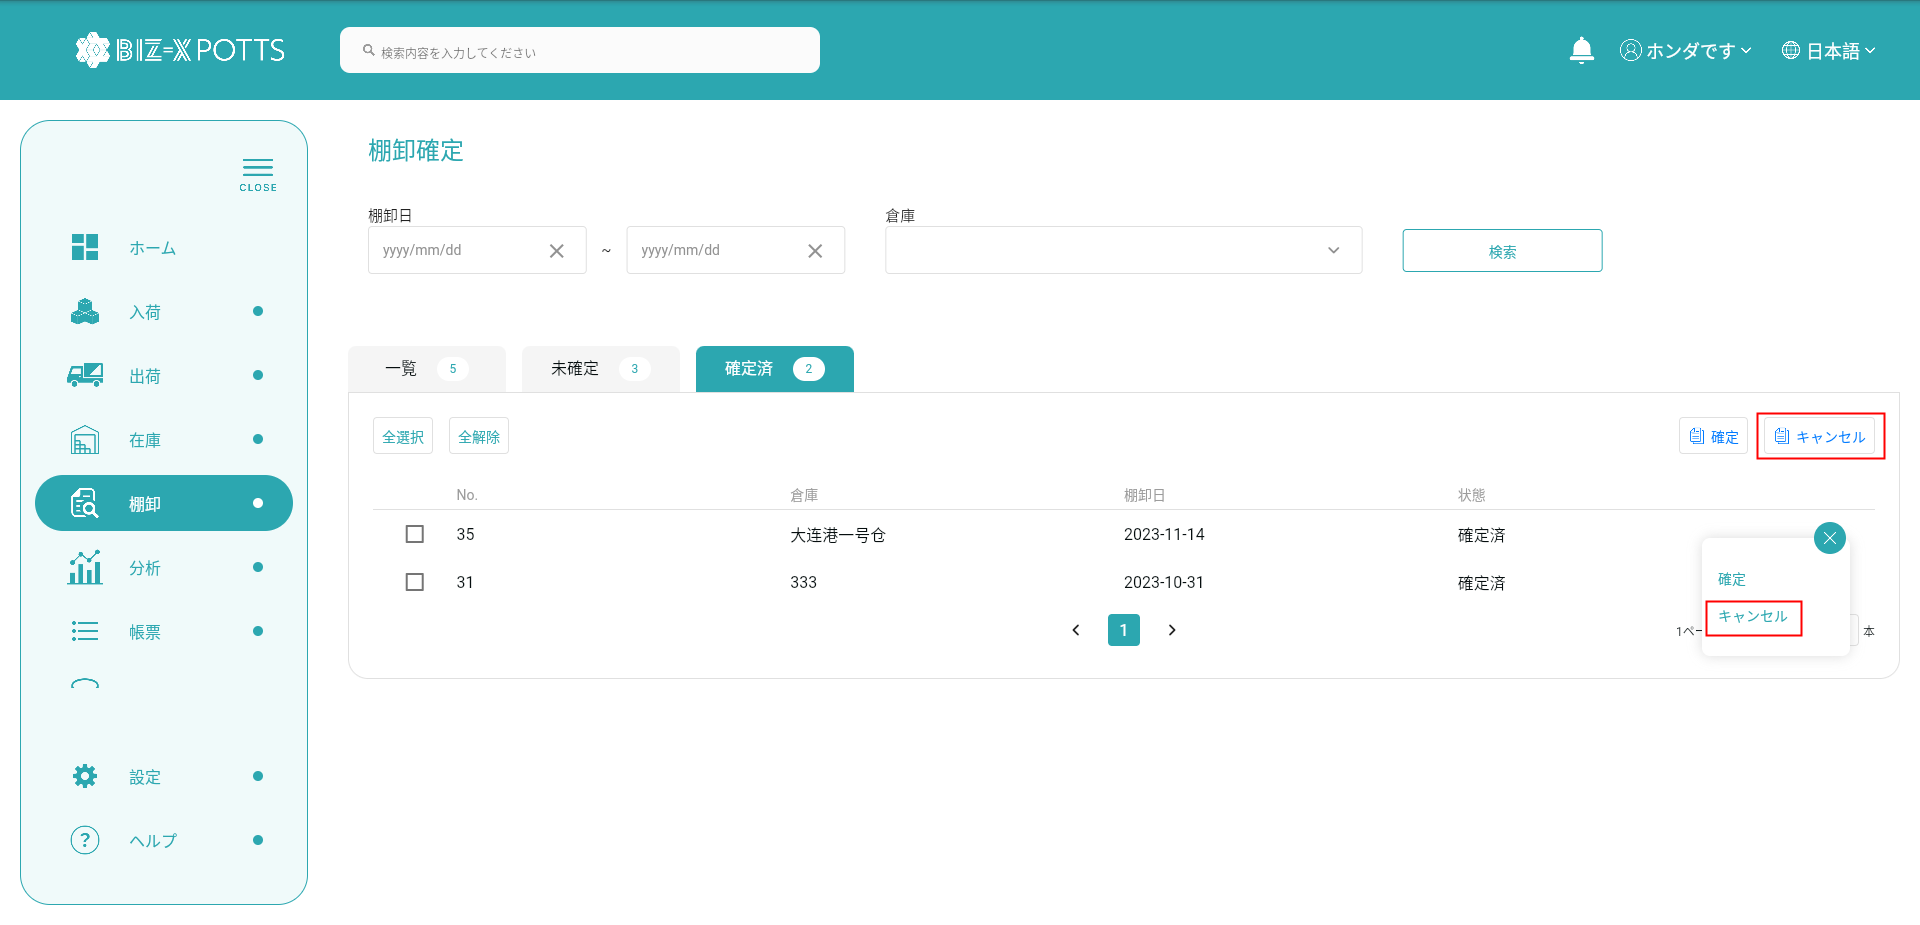 BIZ-X POTTS
検索内容を入力してください
ホンダです
日本語
CLOSE
ホーム
入荷
出荷
在庫
棚卸
分析
帳票
設定
ヘルプ
棚卸確定
棚卸日
倉庫
yyyy/mm/dd ~ yyyy/mm/dd
検索
一覧 5
未確定 3
確定済 2
全選択 全解除
確定 キャンセル
No. 倉庫 棚卸日 状態
35 大连港一号仓 2023-11-14 確定済
31 333 2023-10-31 確定済
確定
キャンセル
1
1ペー
本